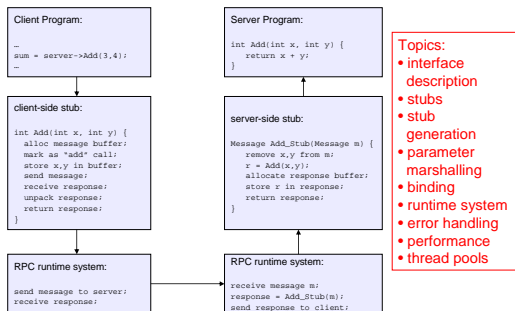 Client Program:
…
sum = server->Add(3,4);
…
client-side stub:
int Add(int x, int y) {
alloc message buffer;
mark as "add" call;
store x,y in buffer;
send message;
receive response;
unpack response;
return response;
}
RPC runtime system:
send message to server;
receive response;
Server Program:
int Add(int x, int y) {
return x + y;
}
server-side stub:
Message Add_Stub(Message m) {
remove x,y from m;
r = Add(x,y);
allocate response buffer;
store r in response;
return response;
}
RPC runtime system:
receive message m;
response = Add_Stub(m);
send response to client;
Topics:
• interface
description
• stubs
• stub
generation
• parameter
marshalling
• binding
• runtime system
• error handling
• performance
• thread pools